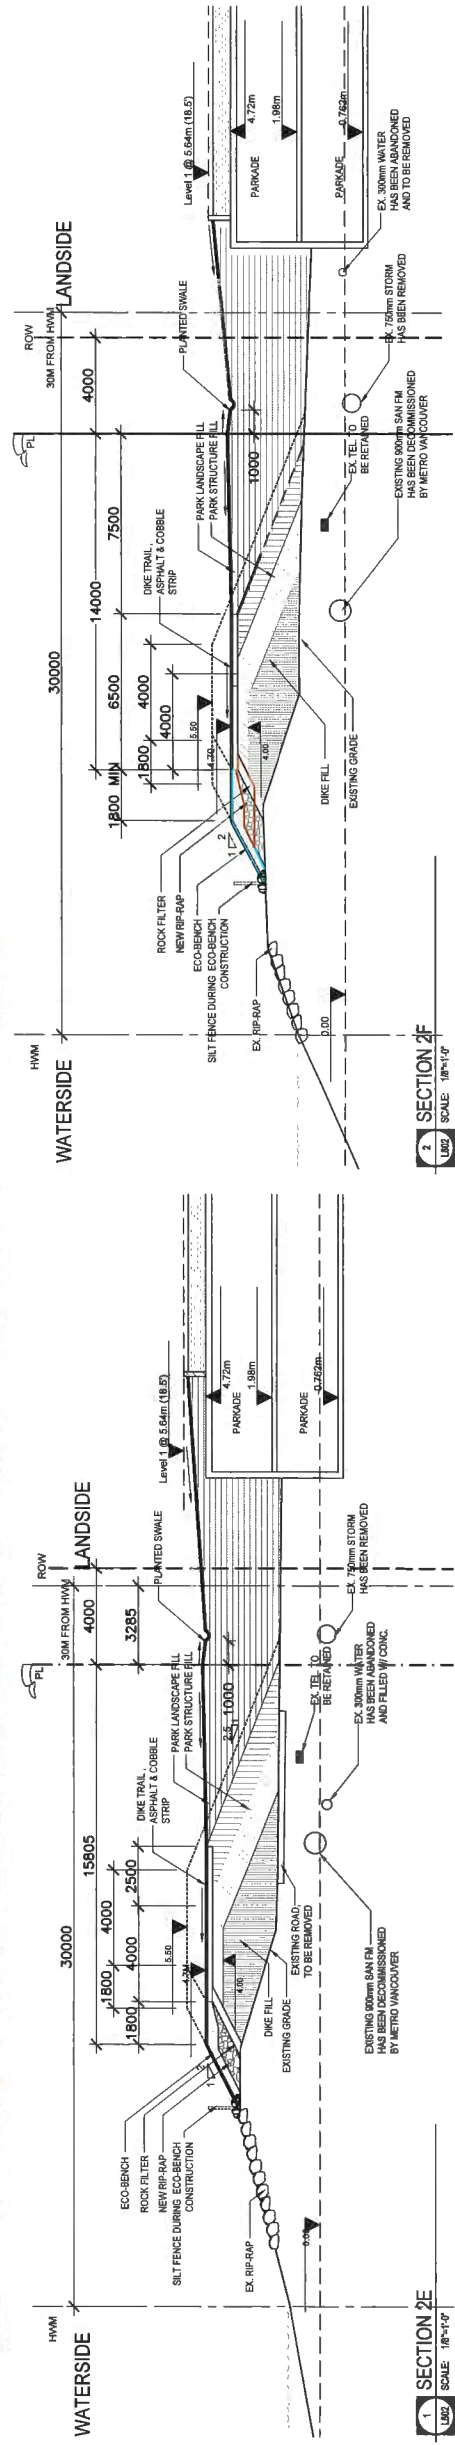 HWM
WATERSIDE
30000
30M FROM HWM
ROW
LANDSIDE
PL
14000
4000
7500
1800 MIN
6500
1800
4000
4000
5.50
4.70
4.00
1
2
1000
ROCK FILTER
NEW RIP-RAP
ECO-BENCH
SILT FENCE DURING ECO-BENCH
CONSTRUCTION
EX. RIP-RAP
0.00
DIKE TRAIL,
ASPHALT & COBBLE
STRIP
PARK LANDSCAPE FILL
PARK STRUCTURE FILL
PLANTED SWALE
DIKE FILL
EXISTING GRADE
Level 1 @ 5.64m (18.5')
4.72m
PARKADE
1.98m
PARKADE
-0.762m
EX. TEL. TO
BE RETAINED
EXISTING 900mm SAN FM
HAS BEEN DECOMMISSIONED
BY METRO VANCOUVER
EX. 750mm STORM
HAS BEEN REMOVED
EX. 300mm WATER
HAS BEEN ABANDONED
AND TO BE REMOVED
2
L802
SECTION 2F
SCALE: 1/8"=1'-0"
HWM
WATERSIDE
30000
30M FROM HWM
ROW
LANDSIDE
PL
15805
4000
3285
1800
4000
1800
4000
2500
5.50
4.00
1
2.5
1000
ECO-BENCH
ROCK FILTER
NEW RIP-RAP
SILT FENCE DURING ECO-BENCH
CONSTRUCTION
EX. RIP-RAP
0.00
DIKE TRAIL,
ASPHALT & COBBLE
STRIP
PARK LANDSCAPE FILL
PARK STRUCTURE FILL
PLANTED SWALE
DIKE FILL
EXISTING GRADE
EXISTING ROAD,
TO BE REMOVED
Level 1 @ 5.64m (18.5')
4.72m
PARKADE
1.98m
PARKADE
-0.762m
EX. TEL. TO
BE RETAINED
EX. 750mm STORM
HAS BEEN REMOVED
EX. 300mm WATER
HAS BEEN ABANDONED
AND FILLED W/ CONC.
EXISTING 900mm SAN FM
HAS BEEN DECOMMISSIONED
BY METRO VANCOUVER
1
L802
SECTION 2E
SCALE: 1/8"=1'-0"